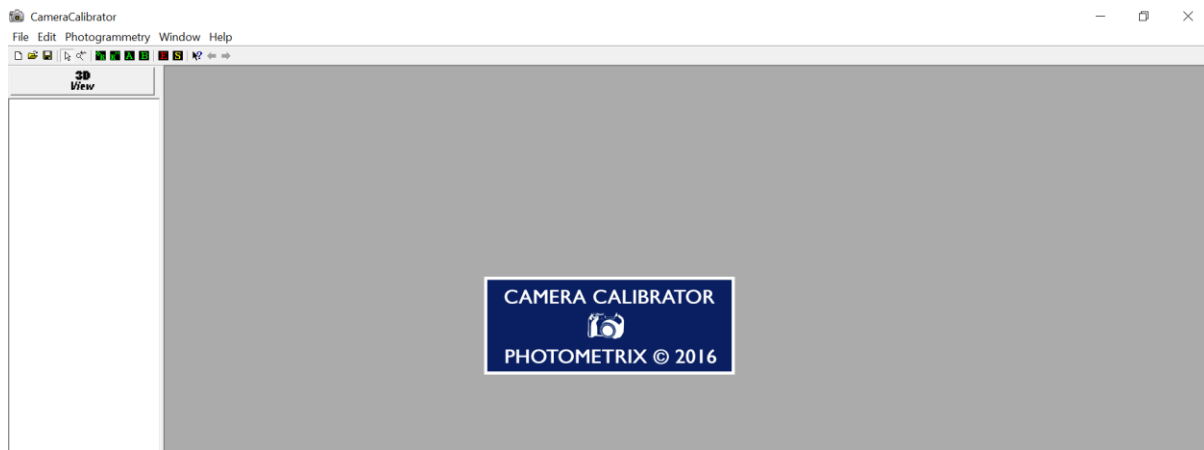 CameraCalibrator
File Edit Photogrammetry Window Help
A B E S
3D
View
CAMERA CALIBRATOR
PHOTOMETRIX © 2016